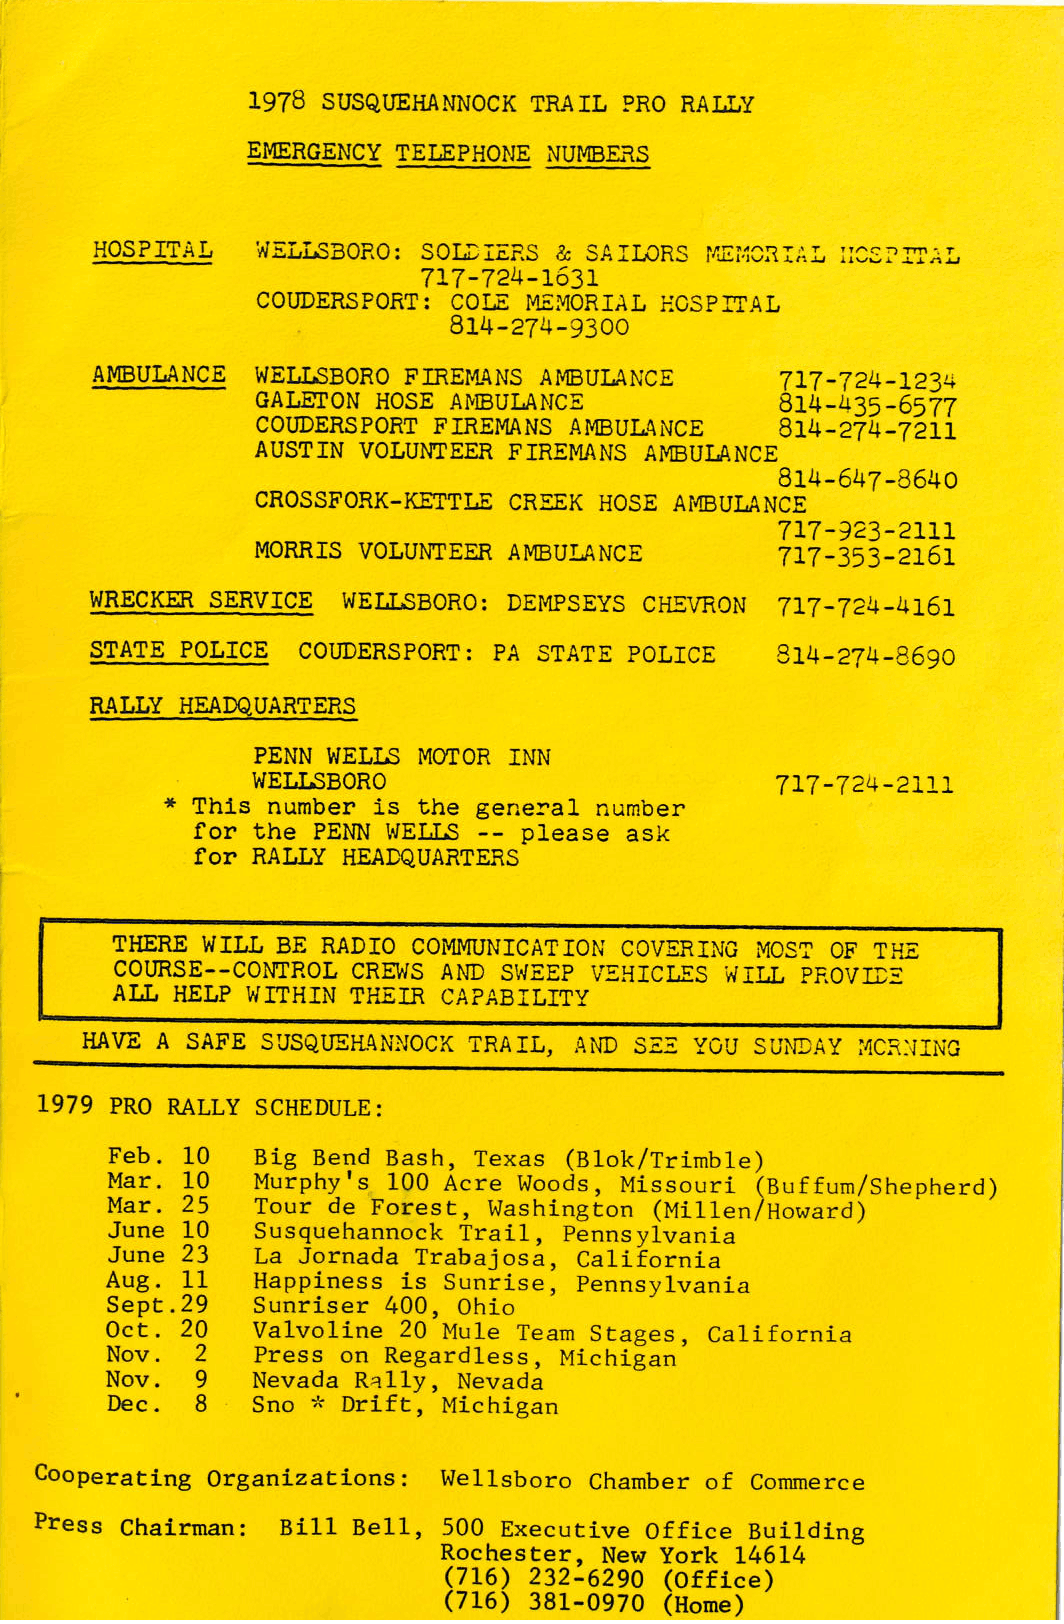 1978 SUSQUEHANNOCK TRAIL PRO RALLY
EMERGENCY TELEPHONE NUMBERS
HOSPITAL WELLSBORO: SOLDIERS & SAILORS MEMORIAL HOSPITAL
717-724-1631
COUDERSPORT: COLE MEMORIAL HOSPITAL
814-274-9300
AMBULANCE WELLSBORO FIREMANS AMBULANCE 717-724-1234
GALETON HOSE AMBULANCE 814-435-6577
COUDERSPORT FIREMANS AMBULANCE 814-274-7211
AUSTIN VOLUNTEER FIREMANS AMBULANCE
814-647-8640
CROSSFORK-KETTLE CREEK HOSE AMBULANCE
717-923-2111
MORRIS VOLUNTEER AMBULANCE 717-353-2161
WRECKER SERVICE WELLSBORO: DEMPSEYS CHEVRON 717-724-4161
STATE POLICE COUDERSPORT: PA STATE POLICE 814-274-8690
RALLY HEADQUARTERS
PENN WELLS MOTOR INN
WELLSBORO 717-724-2111
* This number is the general number
for the PENN WELLS -- please ask
for RALLY HEADQUARTERS
THERE WILL BE RADIO COMMUNICATION COVERING MOST OF THE
COURSE--CONTROL CREWS AND SWEEP VEHICLES WILL PROVIDE
ALL HELP WITHIN THEIR CAPABILITY
HAVE A SAFE SUSQUEHANNOCK TRAIL, AND SEE YOU SUNDAY MORNING
1979 PRO RALLY SCHEDULE:
Feb. 10 Big Bend Bash, Texas (Blok/Trimble)
Mar. 10 Murphy's 100 Acre Woods, Missouri (Buffum/Shepherd)
Mar. 25 Tour de Forest, Washington (Millen/Howard)
June 10 Susquehannock Trail, Pennsylvania
June 23 La Jornada Trabajosa, California
Aug. 11 Happiness is Sunrise, Pennsylvania
Sept.29 Sunriser 400, Ohio
Oct. 20 Valvoline 20 Mule Team Stages, California
Nov. 2 Press on Regardless, Michigan
Nov. 9 Nevada Rally, Nevada
Dec. 8 Sno * Drift, Michigan
Cooperating Organizations: Wellsboro Chamber of Commerce
Press Chairman: Bill Bell, 500 Executive Office Building
Rochester, New York 14614
(716) 232-6290 (Office)
(716) 381-0970 (Home)